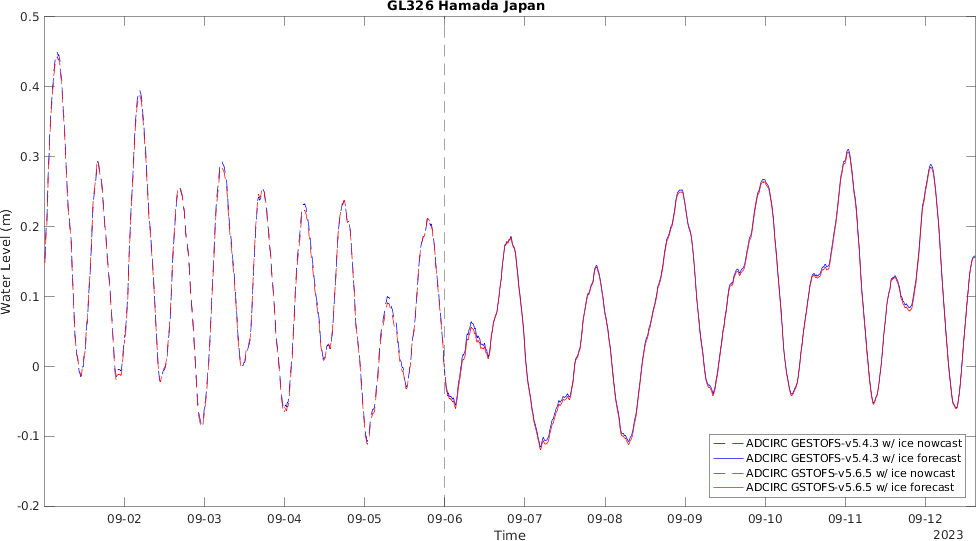 GL326 Hamada Japan
0.5
0.4
0.3
0.2
0.1
0
-0.1
-0.2
Water Level (m)
09-02 09-03 09-04 09-05 09-06 09-07 09-08 09-09 09-10 09-11 09-12
Time
2023
ADCIRC GESTOFS-v5.4.3 w/ ice nowcast
ADCIRC GESTOFS-v5.4.3 w/ ice forecast
ADCIRC GSTOFS-v5.6.5 w/ ice nowcast
ADCIRC GSTOFS-v5.6.5 w/ ice forecast